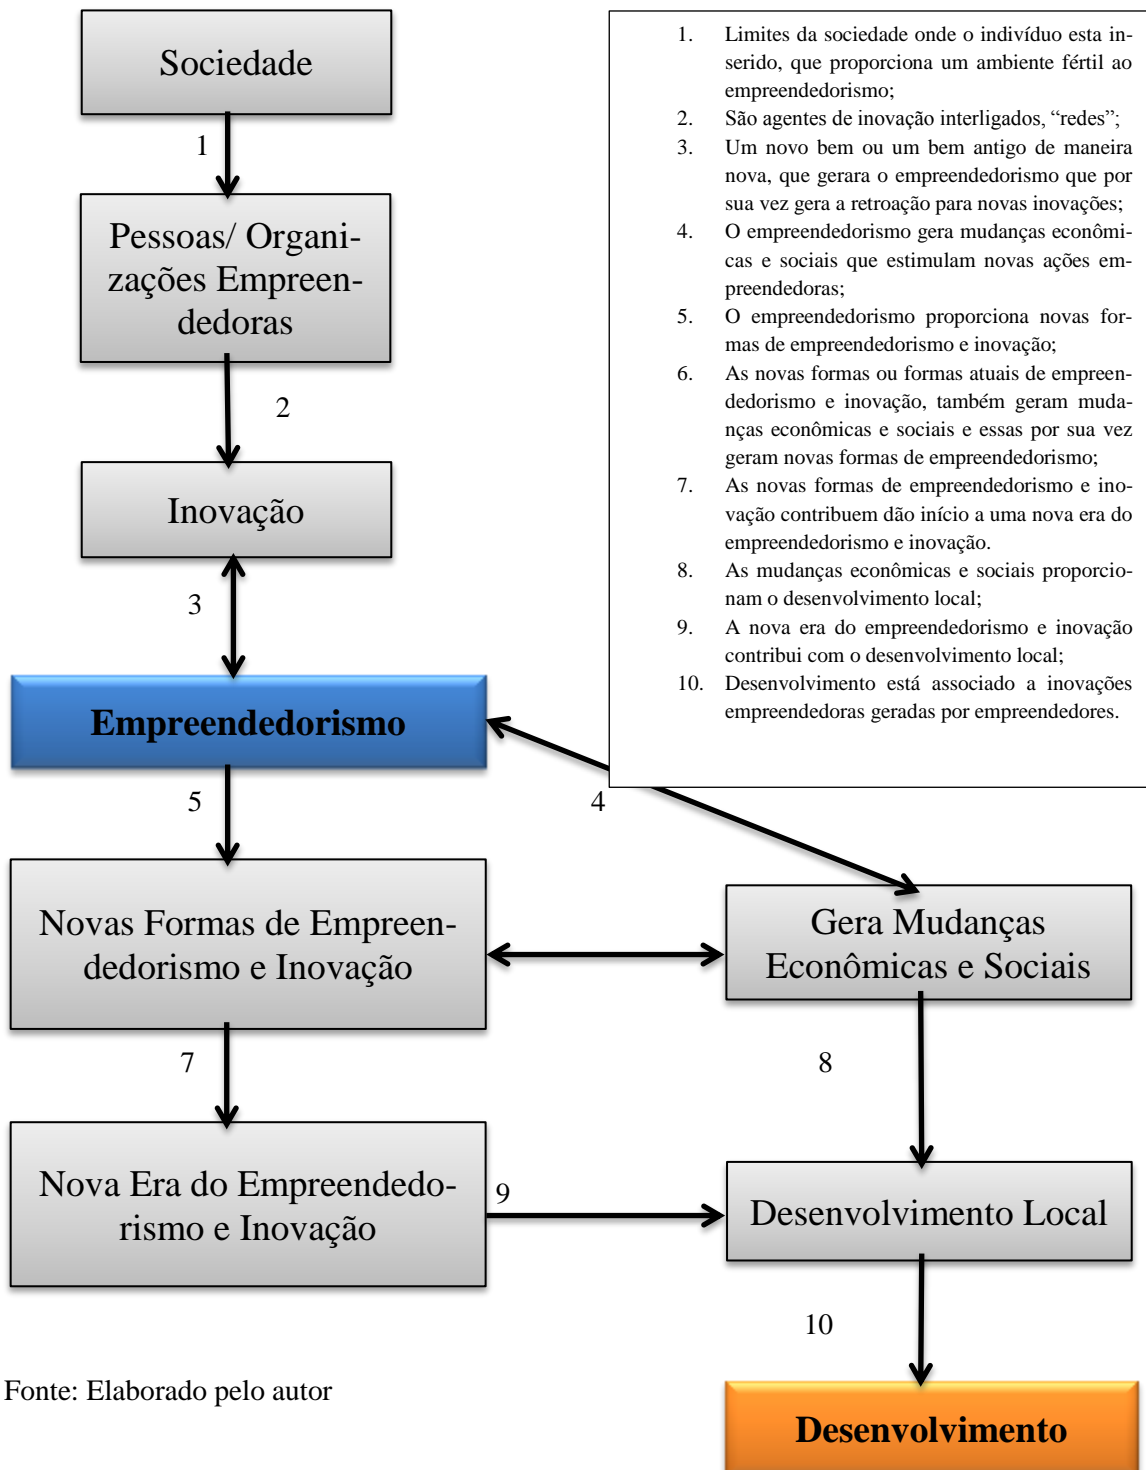 Sociedade
1
Pessoas/ Organi-
zações Empreen-
dedoras
2
Inovação
3
Empreendedorismo
5
4
Novas Formas de Empreen-
dedorismo e Inovação
Gera Mudanças
Econômicas e Sociais
7
8
Nova Era do Empreendedo-
rismo e Inovação
9
Desenvolvimento Local
10
Desenvolvimento
Fonte: Elaborado pelo autor
1. Limites da sociedade onde o indivíduo esta in-
serido, que proporciona um ambiente fértil ao
empreendedorismo;
2. São agentes de inovação interligados, “redes”;
3. Um novo bem ou um bem antigo de maneira
nova, que gerara o empreendedorismo que por
sua vez gera a retroação para novas inovações;
4. O empreendedorismo gera mudanças econômi-
cas e sociais que estimulam novas ações em-
preendedoras;
5. O empreendedorismo proporciona novas for-
mas de empreendedorismo e inovação;
6. As novas formas ou formas atuais de empreen-
dedorismo e inovação, também geram muda-
nças econômicas e sociais e essas por sua vez
geram novas formas de empreendedorismo;
7. As novas formas de empreendedorismo e ino-
vação contribuem dão início a uma nova era do
empreendedorismo e inovação.
8. As mudanças econômicas e sociais proporcio-
nam o desenvolvimento local;
9. A nova era do empreendedorismo e inovação
contribui com o desenvolvimento local;
10. Desenvolvimento está associado a inovações
empreendedoras geradas por empreendedores.